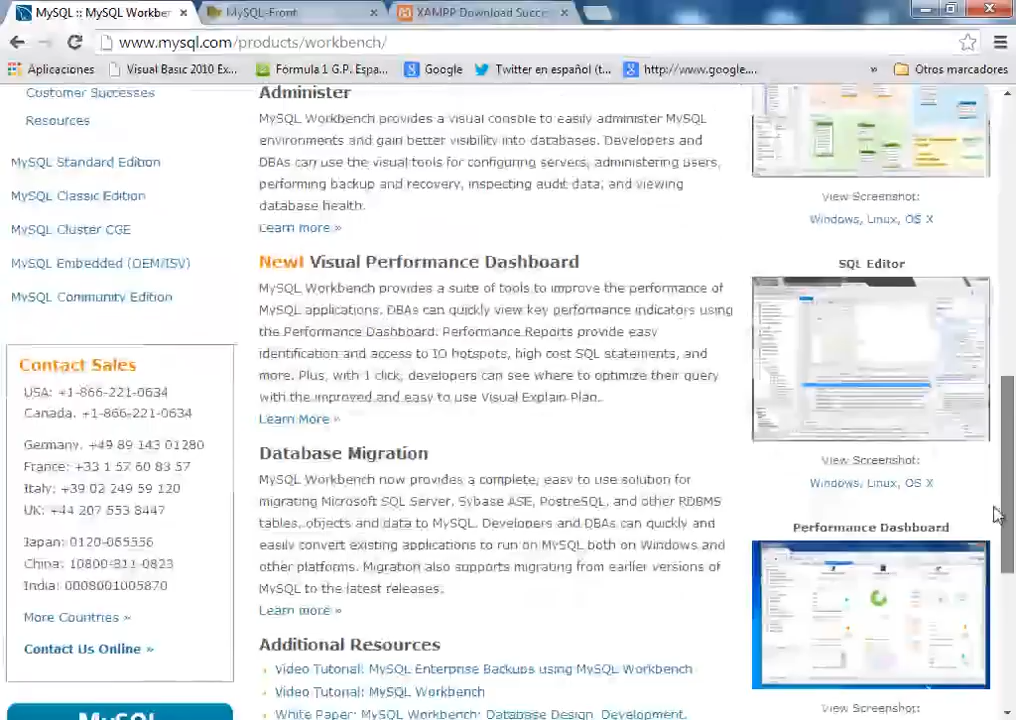 MySQL :: MySQL Workbe
MySQL-Front
XAMPP Download Succe
www.mysql.com/products/workbench/
Aplicaciones
Visual Basic 2010 Ex...
Formula 1 G.P. Espa...
Google
Twitter en español (t...
http://www.google....
»
Otros marcadores
Customer Successes
Resources
MySQL Standard Edition
MySQL Classic Edition
MySQL Cluster CGE
MySQL Embedded (OEM/ISV)
MySQL Community Edition
Contact Sales
USA: +1-866-221-0634
Canada: +1-866-221-0634
Germany: +49 89 143 01280
France: +33 1 57 60 83 57
Italy: +39 02 249 59 120
UK: +44 207 553 8447
Japan: 0120-065556
China: 10800-811-0823
India: 0008001005870
More Countries »
Contact Us Online »
MySQL
Administer
MySQL Workbench provides a visual console to easily administer MySQL
environments and gain better visibility into databases. Developers and
DBAs can use the visual tools for configuring servers, administering users,
performing backup and recovery, inspecting audit data, and viewing
database health.
Learn more »
New! Visual Performance Dashboard
MySQL Workbench provides a suite of tools to improve the performance of
MySQL applications. DBAs can quickly view key performance indicators using
the Performance Dashboard. Performance Reports provide easy
identification and access to IO hotspots, high cost SQL statements, and
more. Plus, with 1 click, developers can see where to optimize their query
with the improved and easy to use Visual Explain Plan.
Learn More »
Database Migration
MySQL Workbench now provides a complete, easy to use solution for
migrating Microsoft SQL Server, Sybase ASE, PostreSQL, and other RDBMS
tables, objects and data to MySQL. Developers and DBAs can quickly and
easily convert existing applications to run on MySQL both on Windows and
other platforms. Migration also supports migrating from earlier versions of
MySQL to the latest releases.
Learn more »
Additional Resources
Video Tutorial: MySQL Enterprise Backups using MySQL Workbench
Video Tutorial: MySQL Workbench
White Paper: MySQL Workbench: Database Design, Development,
View Screenshot:
Windows, Linux, OS X
SQL Editor
View Screenshot:
Windows, Linux, OS X
Performance Dashboard
View Screenshot: